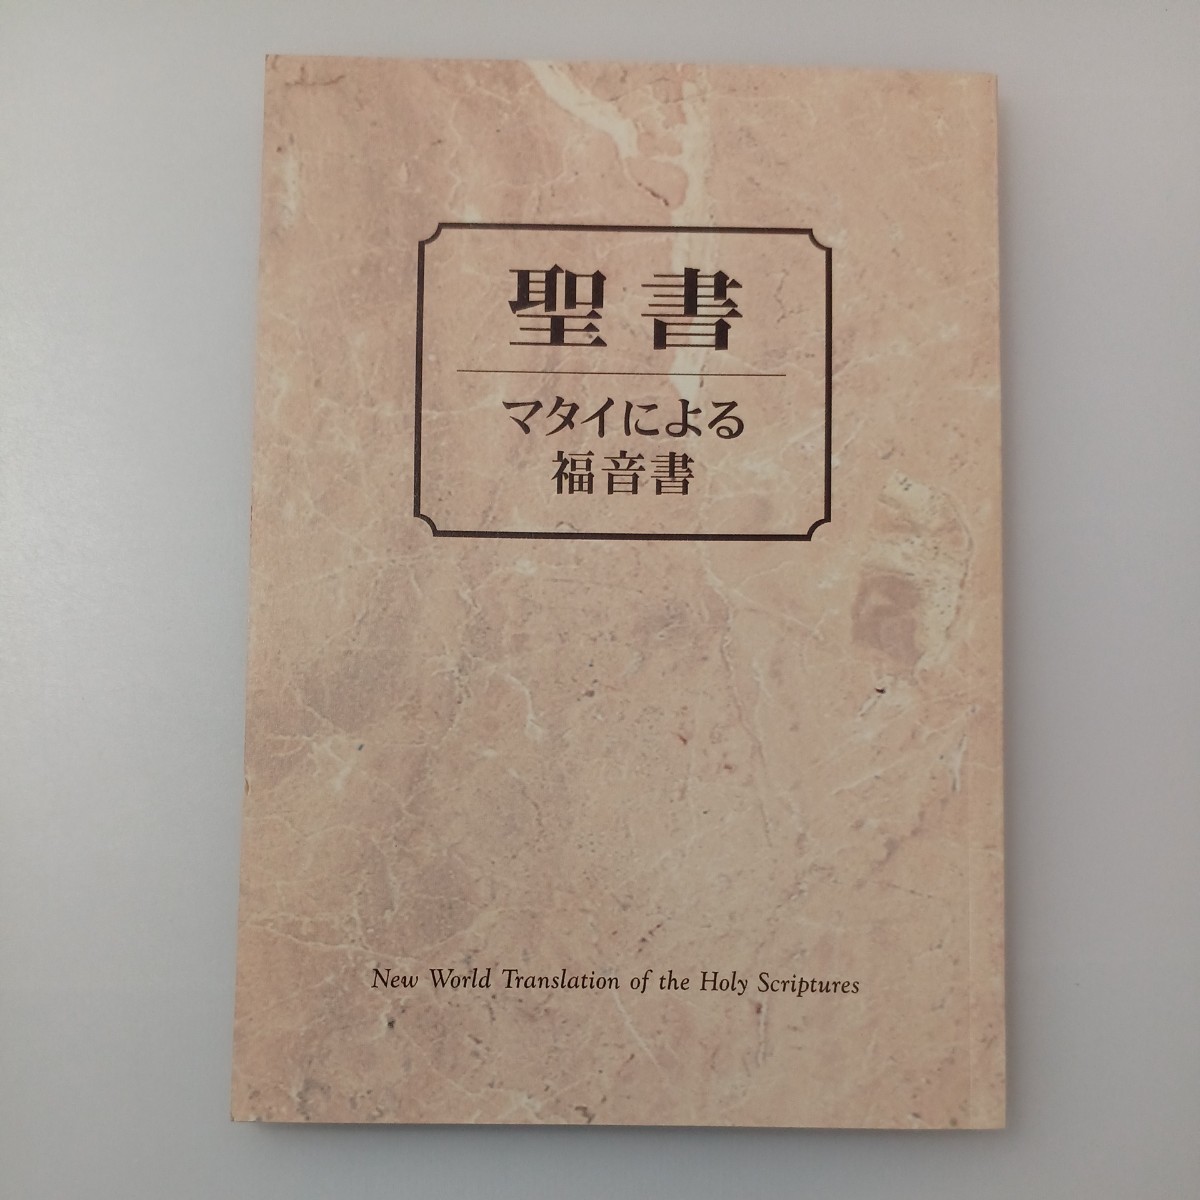 聖書
マタイによる
福音書
New World Translation of the Holy Scriptures